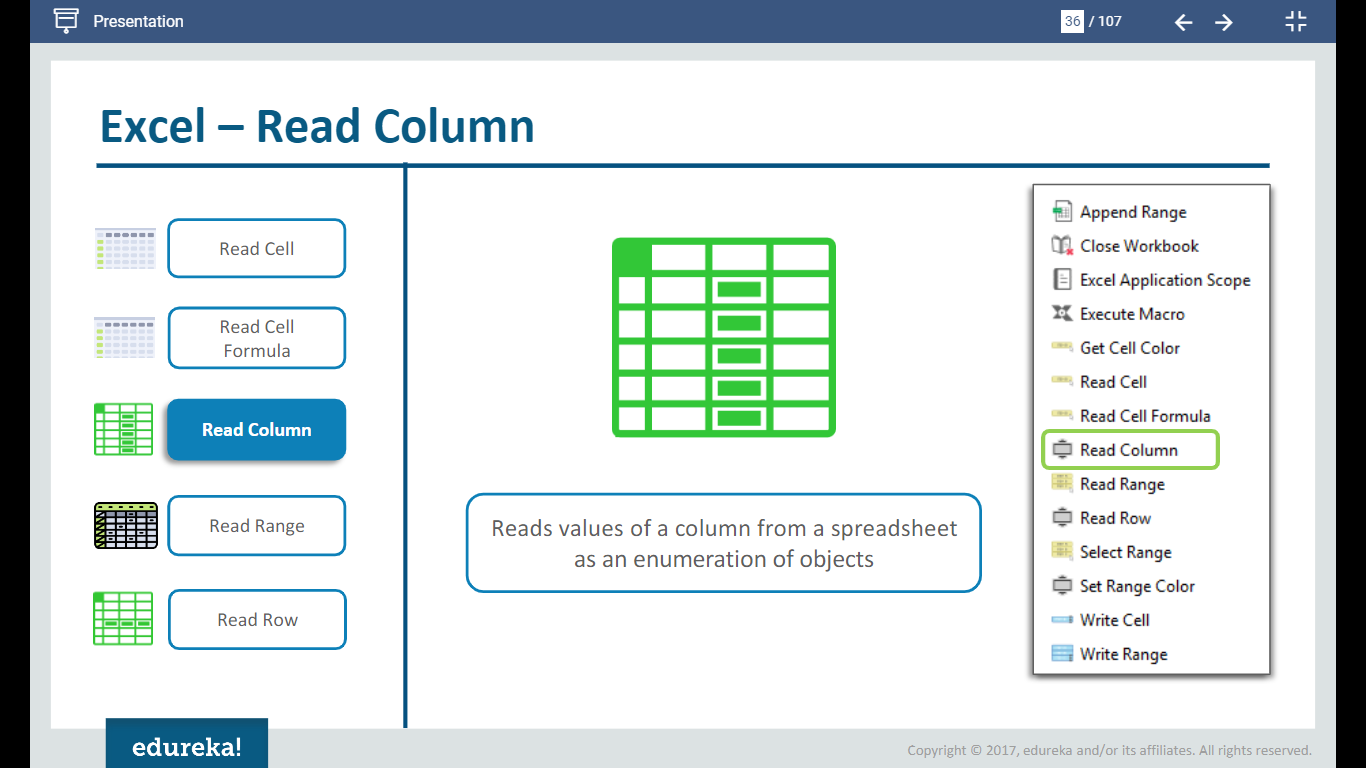 Presentation
36 / 107
Excel – Read Column
Read Cell
Read Cell
Formula
Read Column
Read Range
Read Row
Reads values of a column from a spreadsheet
as an enumeration of objects
Append Range
Close Workbook
Excel Application Scope
Execute Macro
Get Cell Color
Read Cell
Read Cell Formula
Read Column
Read Range
Read Row
Select Range
Set Range Color
Write Cell
Write Range
edureka!
Copyright © 2017, edureka and/or its affiliates. All rights reserved.